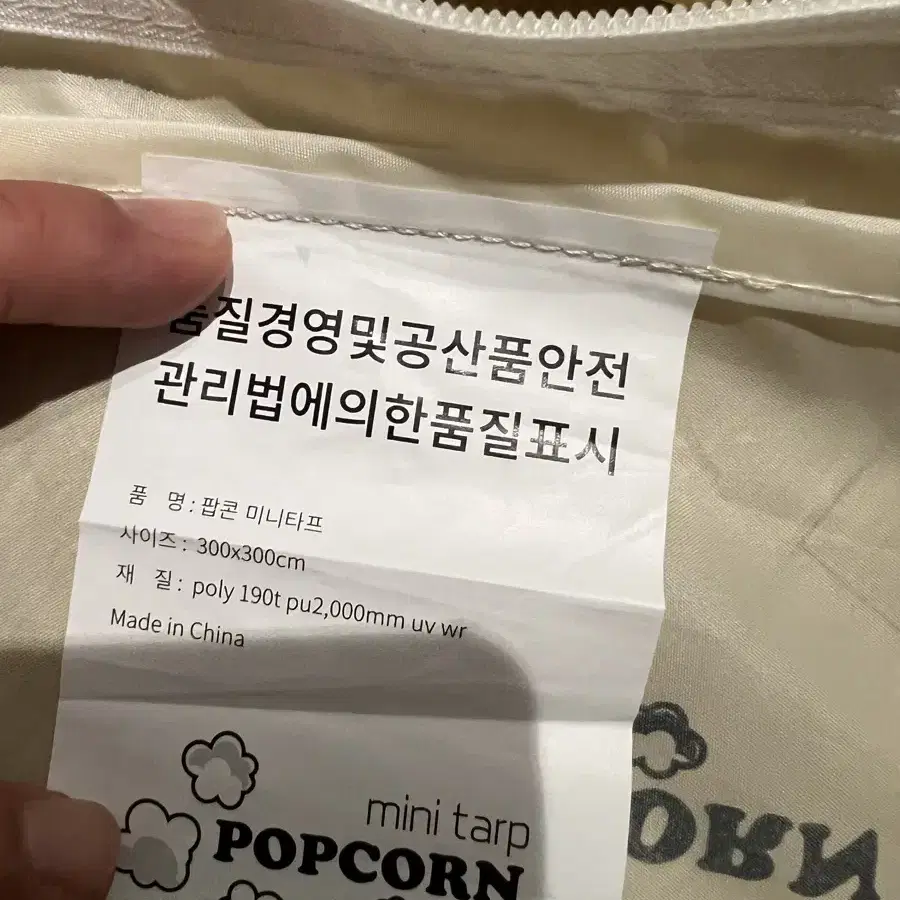 품질경영및공산품안전
관리법에의한품질표시
품 명 : 팝콘 미니타프
사이즈 : 300x300cm
재 질 : poly 190t pu2,000mm uv wr
Made in China
mini tarp
POPCORN
ORN